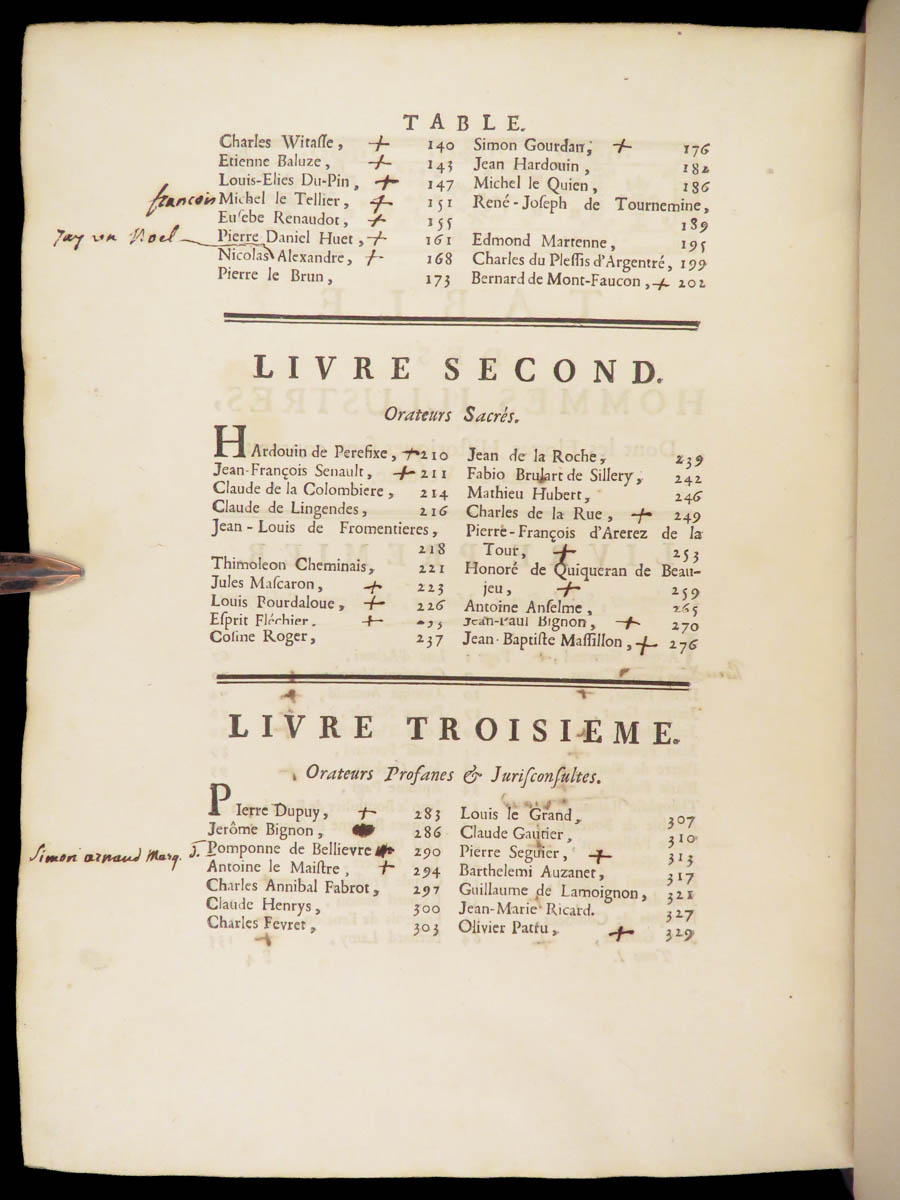 TABLE.
Charles Witasse, + 140
Etienne Baluze, + 143
Louis-Elies Du-Pin, + 147
françois Michel le Tellier, + 151
Eusebe Renaudot, + 155
Pierre Daniel Huet, + 161
Nicolas Alexandre, + 168
Pierre le Brun, 173
Simon Gourdan, + 176
Jean Hardouin, 182
Michel le Quien, 186
René-Joseph de Tournemine,
189
Edmond Martenne, 195
Charles du Plessis d'Argentré, 199
Bernard de Mont-Faucon, + 202
LIVRE SECOND.
Orateurs Sacrés.
HArdouin de Perefixe, + 210
Jean-François Senault, + 211
Claude de la Colombiere, 214
Claude de Lingendes, 216
Jean-Louis de Fromentieres,
218
Thimoleon Cheminais, 221
Jules Mascaron, + 223
Louis Bourdaloue, + 226
Esprit Fléchier. +
Cosme Roger, 237
Jean de la Roche, 239
Fabio Brulart de Sillery, 242
Mathieu Hubert, 246
Charles de la Rue, + 249
Pierre-François d'Arerez de la
Tour, + 253
Honoré de Quiqueran de Beau-
jeu, + 259
Antoine Anselme, 265
Jean-Paul Bignon, + 270
Jean-Baptiste Massillon, + 276
LIVRE TROISIEME.
Orateurs Profanes & Jurisconsultes.
PIerre Dupuy, + 283
Jerôme Bignon, 286
Simon arnaud Marq. Pomponne de Bellievre 290
Antoine le Maistre, + 294
Charles Annibal Fabrot, 297
Claude Henrys, 300
Charles Fevret, 303
Louis le Grand, 307
Claude Gautier, 310
Pierre Seguier, + 313
Barthelemi Auzanet, 317
Guillaume de Lamoignon, 321
Jean-Marie Ricard. 327
Olivier Patru, + 329